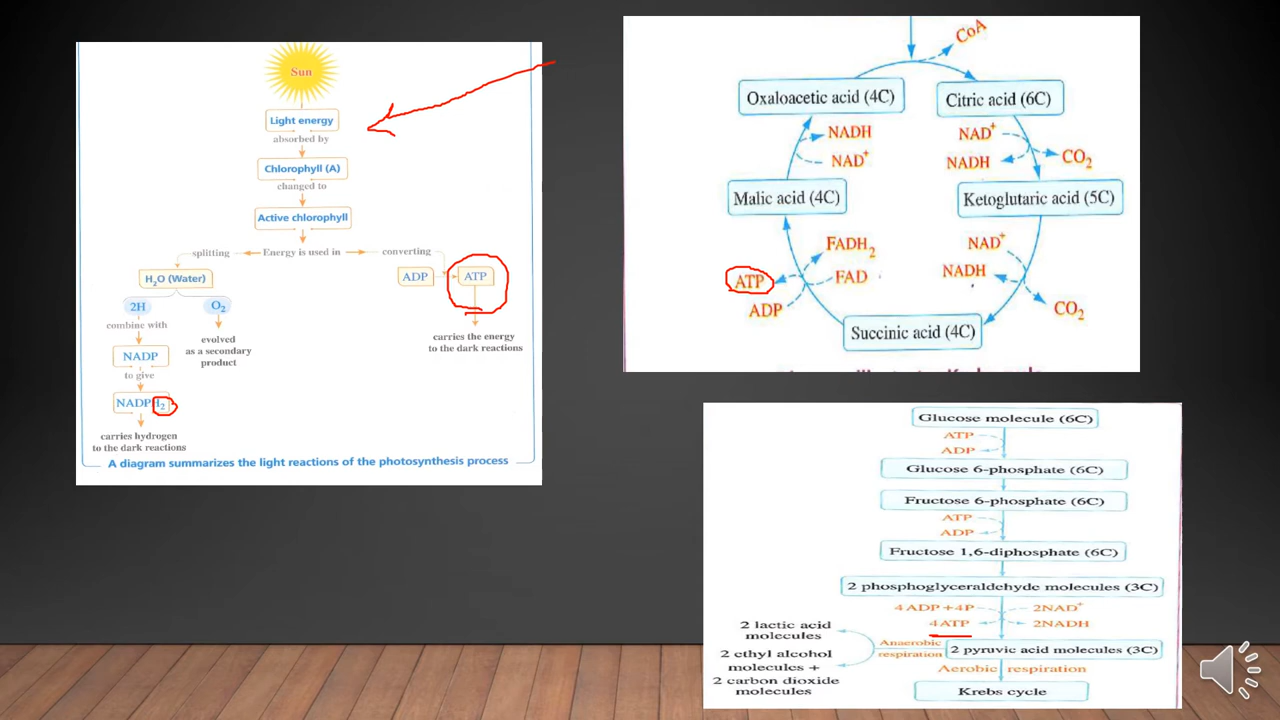 Sun
Light energy
absorbed by
Chlorophyll (A)
changed to
Active chlorophyll
splitting
Energy is used in
converting
H₂O (Water)
ADP
ATP
2H
O₂
combine with
evolved
as a secondary
product
carries the energy
to the dark reactions
NADP
to give
NADPH₂
carries hydrogen
to the dark reactions
A diagram summarizes the light reactions of the photosynthesis process
CoA
Oxaloacetic acid (4C)
Citric acid (6C)
NADH
NAD⁺
NAD⁺
NADH
CO₂
Malic acid (4C)
Ketoglutaric acid (5C)
FADH₂
FAD
ATP
ADP
NAD⁺
NADH
CO₂
Succinic acid (4C)
Glucose molecule (6C)
ATP
ADP
Glucose 6-phosphate (6C)
Fructose 6-phosphate (6C)
ATP
ADP
Fructose 1,6-diphosphate (6C)
2 phosphoglyceraldehyde molecules (3C)
4 ADP + 4P
2NAD⁺
4 ATP
2NADH
2 lactic acid
molecules
Anaerobic
respiration
2 pyruvic acid molecules (3C)
2 ethyl alcohol
molecules +
2 carbon dioxide
molecules
Aerobic respiration
Krebs cycle